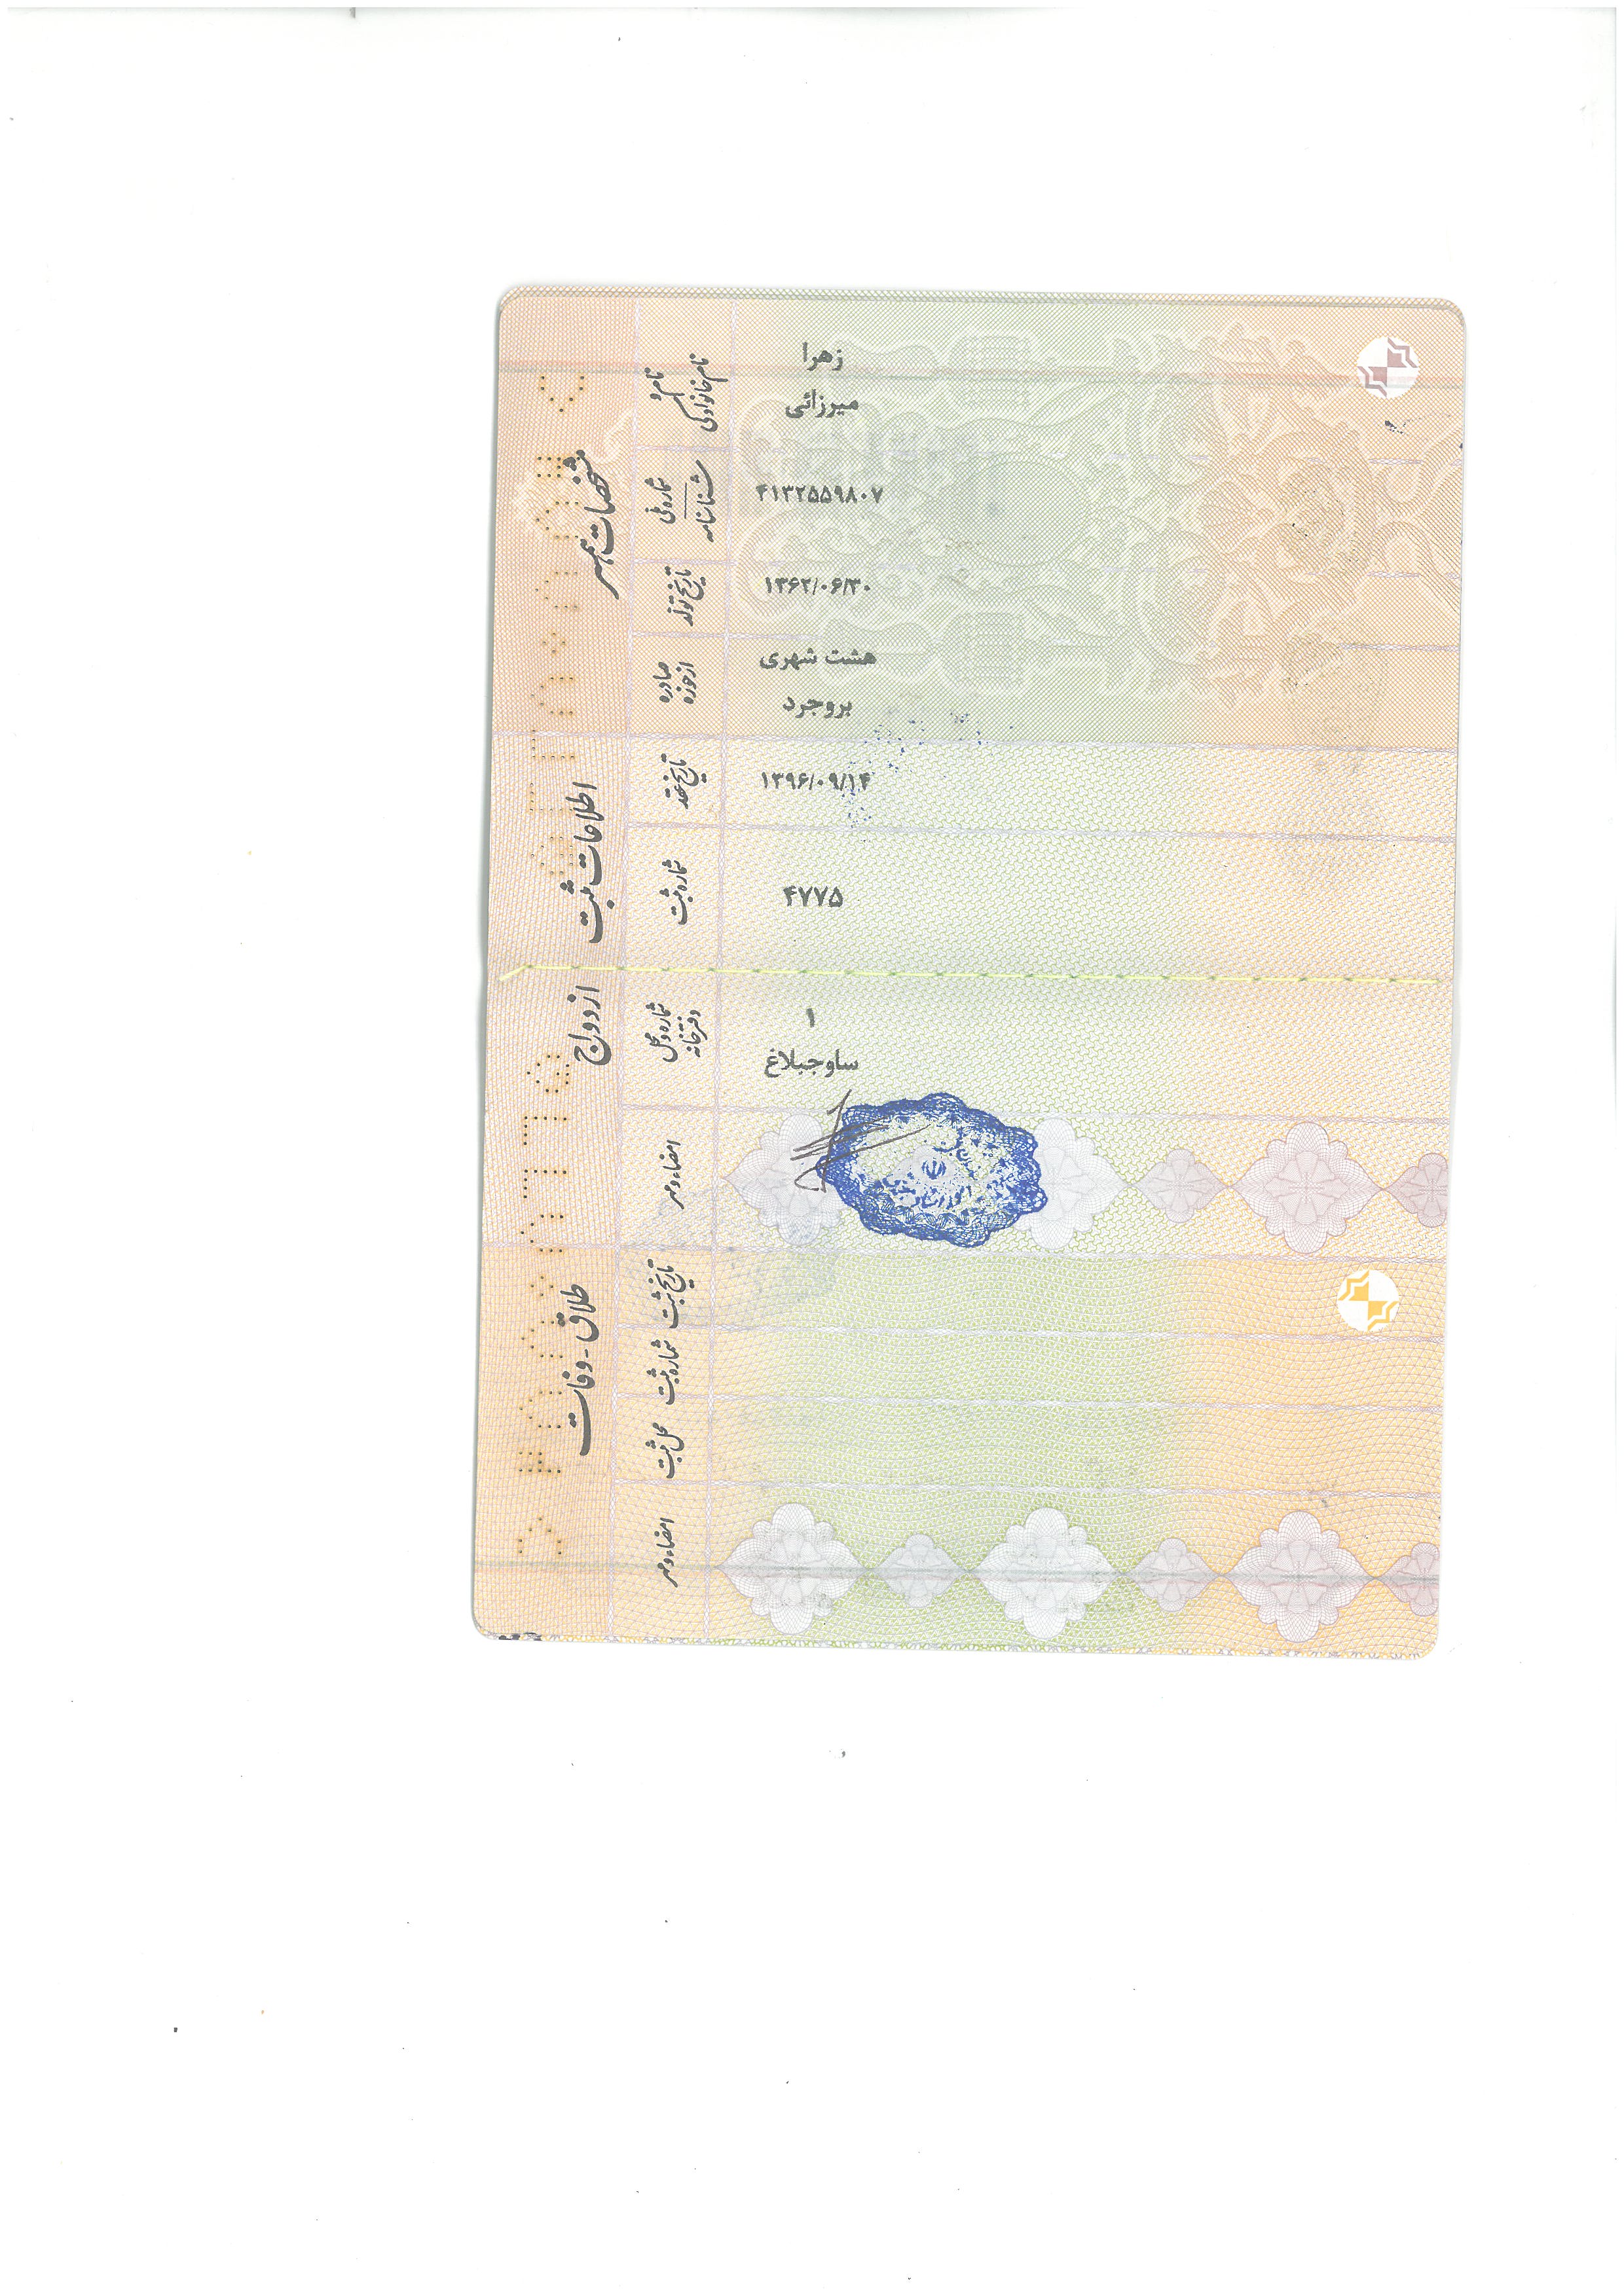 مشخصات همسر
نام و
نام خانوادگی
زهرا
میرزائی
شماره ملی
شناسنامه
۴۱۳۲۵۵۹۸۰۷
تاریخ تولد
۱۳۶۲/۰۶/۳۰
صادره
از حوزه
هشت شهری
بروجرد
اطلاعات ثبت ازدواج
تاریخ عقد
۱۳۹۶/۰۹/۱۴
شماره ثبت
۴۷۷۵
شماره و محل
دفترخانه
۱
ساوجبلاغ
امضاء و مهر
طلاق - وفات
تاریخ ثبت
شماره ثبت
محل ثبت
امضاء و مهر